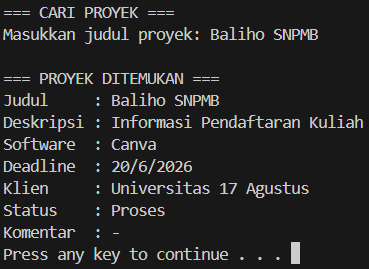 === CARI PROYEK ===
Masukkan judul proyek: Baliho SNPMB
=== PROYEK DITEMUKAN ===
Judul     : Baliho SNPMB
Deskripsi : Informasi Pendaftaran Kuliah
Software  : Canva
Deadline  : 20/6/2026
Klien     : Universitas 17 Agustus
Status    : Proses
Komentar  : -
Press any key to continue . . .